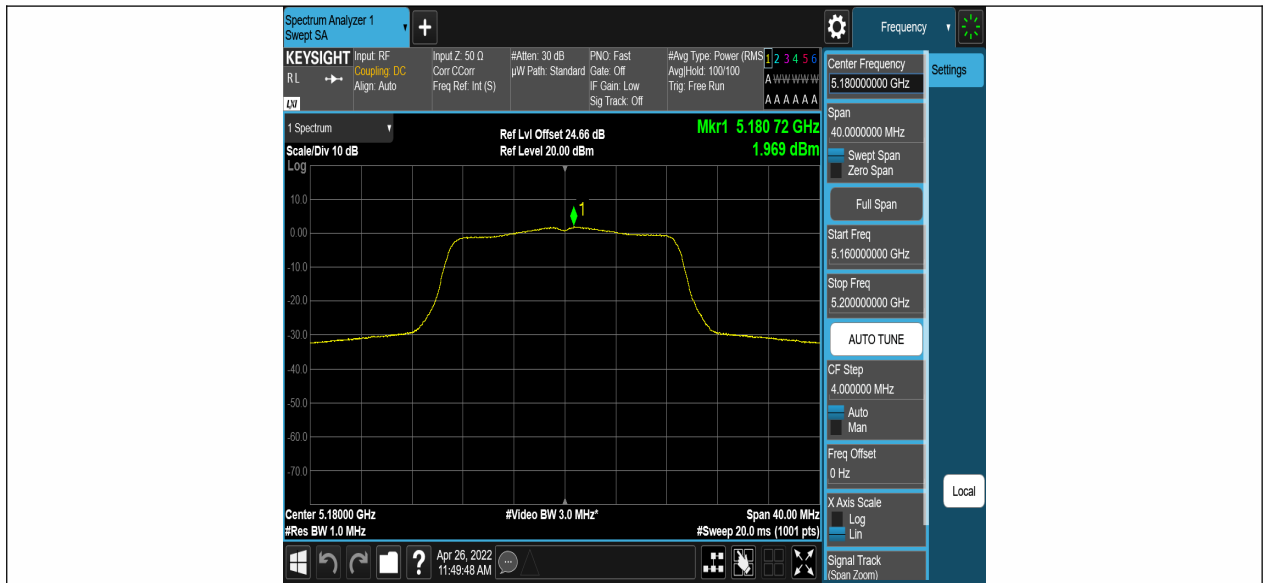 Spectrum Analyzer 1
Swept SA
+
Frequency
KEYSIGHT
RL
LXI
Input: RF
Coupling: DC
Align: Auto
Input Z: 50 Ω
Corr CCorr
Freq Ref: Int (S)
#Atten: 30 dB
µW Path: Standard
PNO: Fast
Gate: Off
IF Gain: Low
Sig Track: Off
#Avg Type: Power (RMS
Avg|Hold: 100/100
Trig: Free Run
1 2 3 4 5 6
A W W W W W
A A A A A A
1 Spectrum
Scale/Div 10 dB
Ref Lvl Offset 24.66 dB
Ref Level 20.00 dBm
Mkr1 5.180 72 GHz
1.969 dBm
Log
10.0
0.00
-10.0
-20.0
-30.0
-40.0
-50.0
-60.0
-70.0
1
Center 5.18000 GHz
#Res BW 1.0 MHz
#Video BW 3.0 MHz*
Span 40.00 MHz
#Sweep 20.0 ms (1001 pts)
Center Frequency
5.180000000 GHz
Settings
Span
40.0000000 MHz
Swept Span
Zero Span
Full Span
Start Freq
5.160000000 GHz
Stop Freq
5.200000000 GHz
AUTO TUNE
CF Step
4.000000 MHz
Auto
Man
Freq Offset
0 Hz
X Axis Scale
Log
Lin
Local
Signal Track
(Span Zoom)
?
Apr 26, 2022
11:49:48 AM